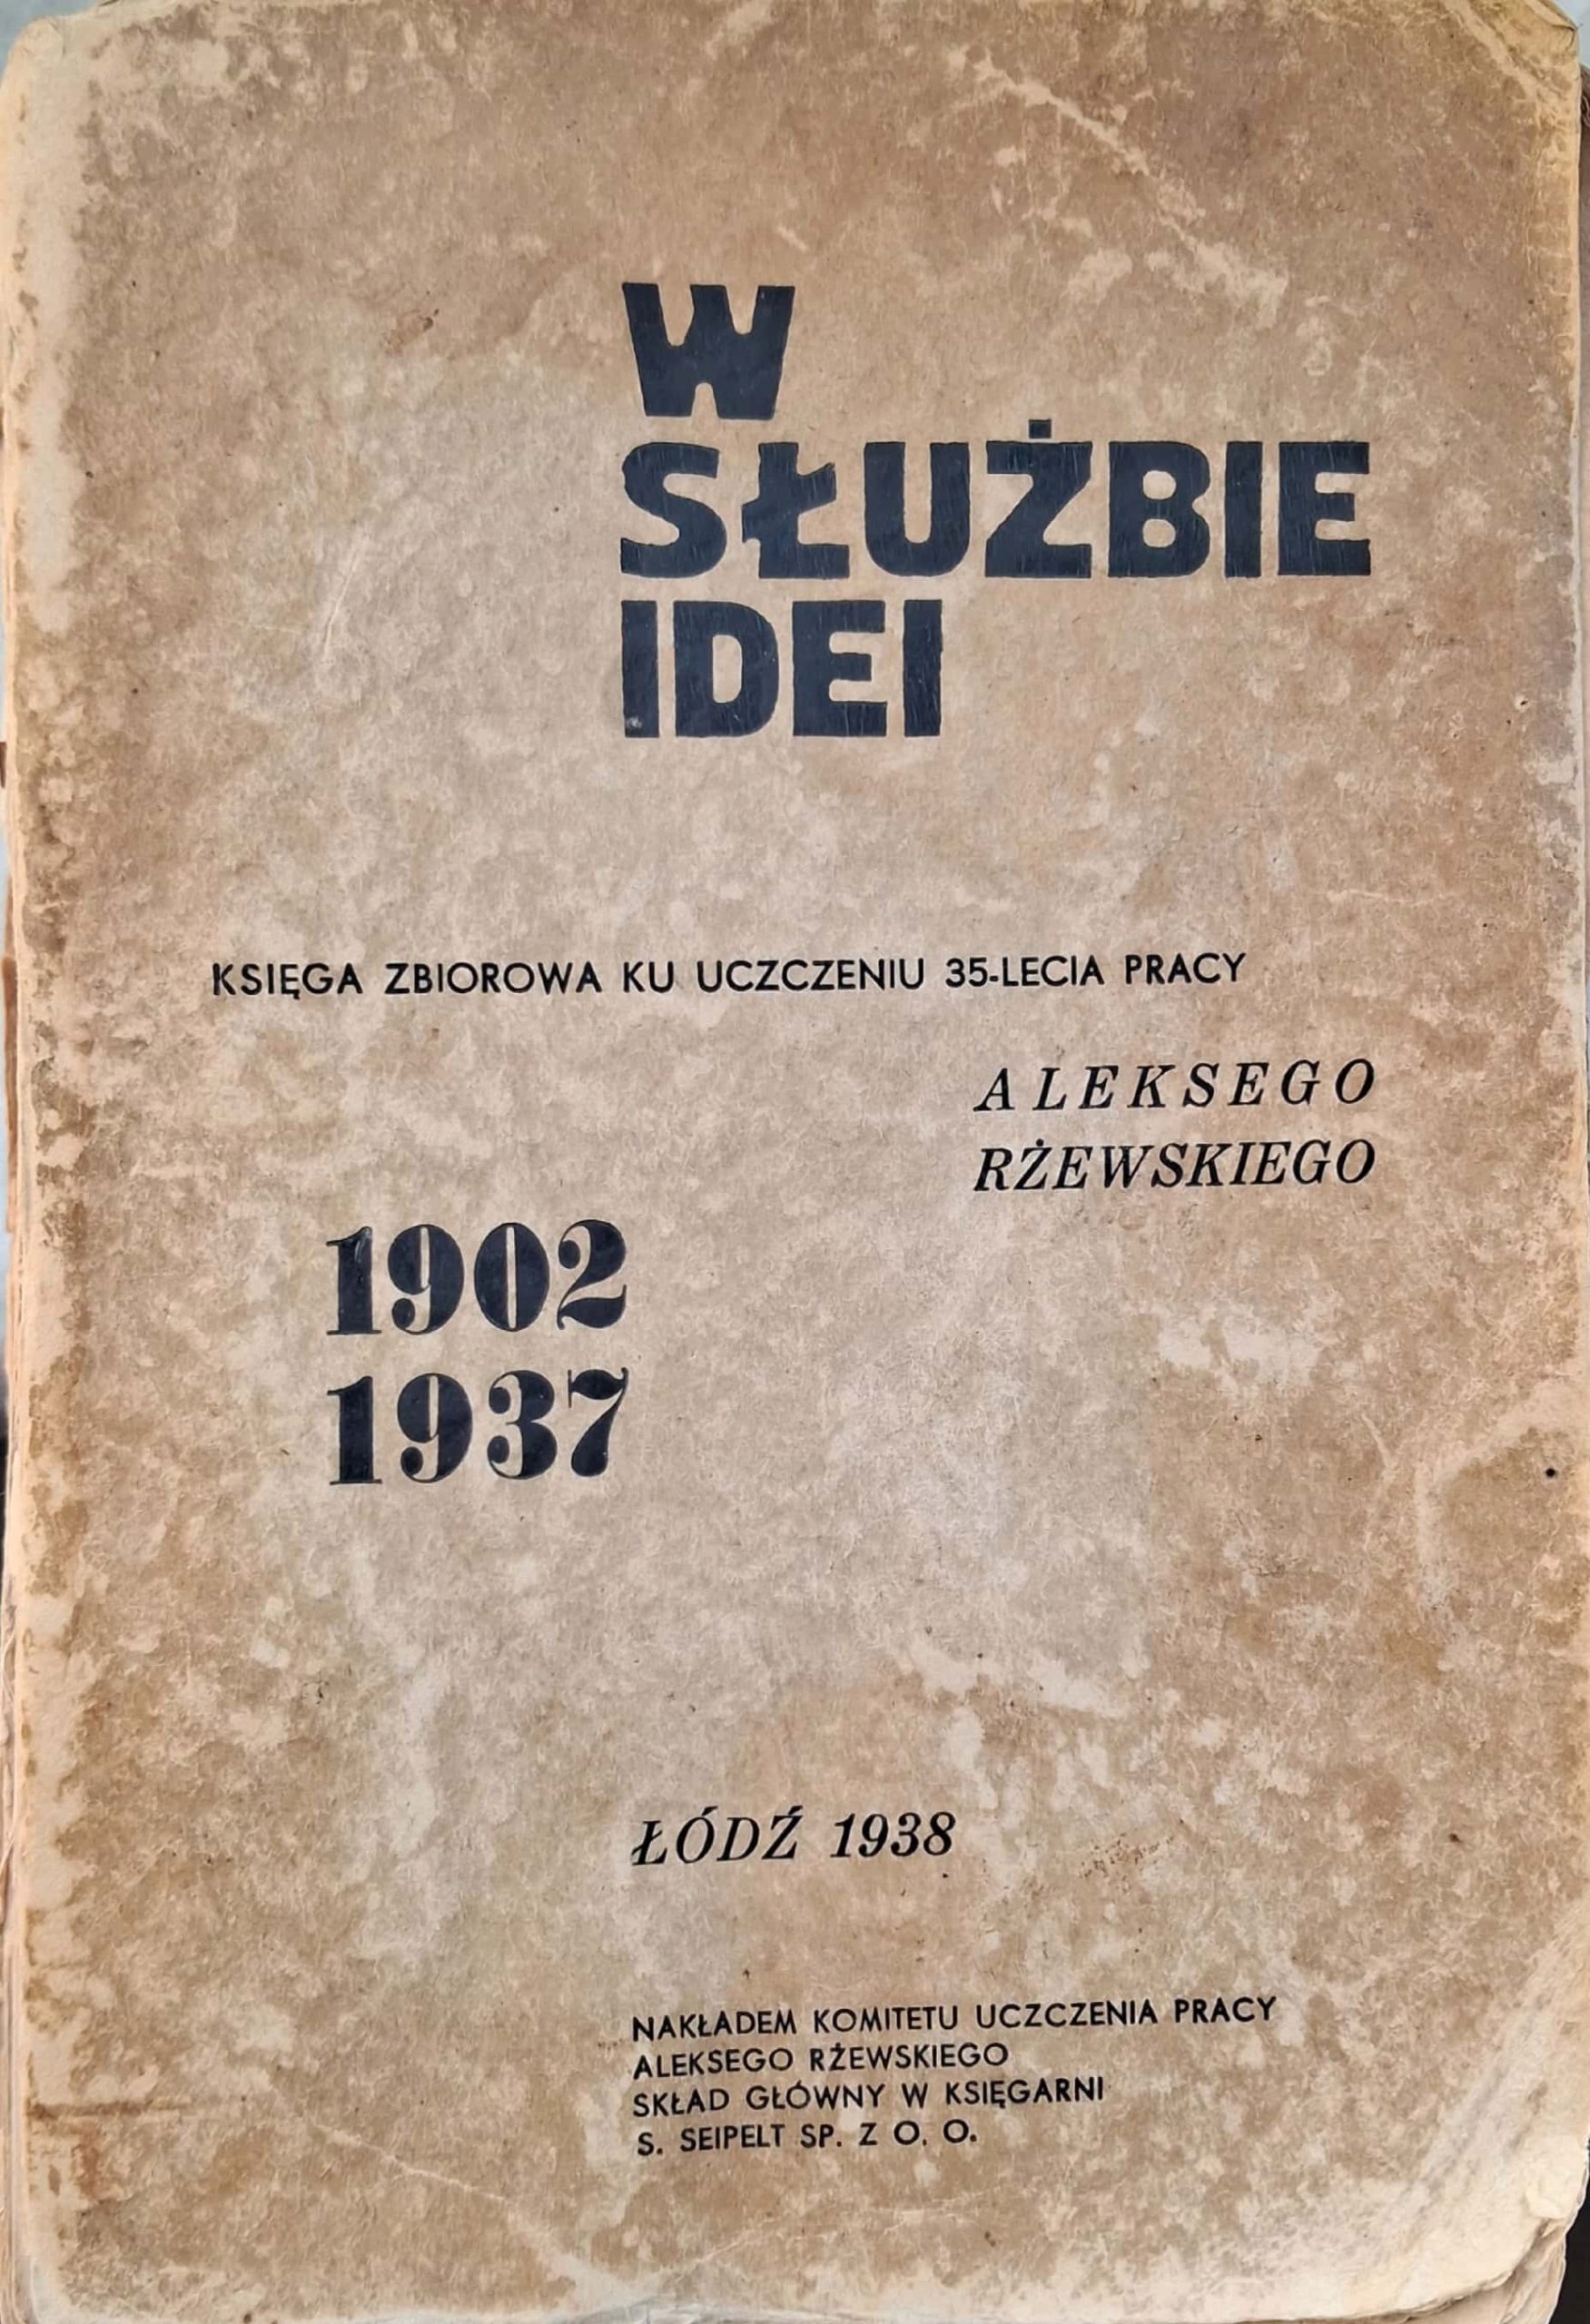 W
SŁUŻBIE
IDEI
KSIĘGA ZBIOROWA KU UCZCZENIU 35-LECIA PRACY
ALEKSEGO
RŻEWSKIEGO
1902
1937
ŁÓDŹ 1938
NAKŁADEM KOMITETU UCZCZENIA PRACY
ALEKSEGO RŻEWSKIEGO
SKŁAD GŁÓWNY W KSIĘGARNI
S. SEIPELT SP. Z O. O.